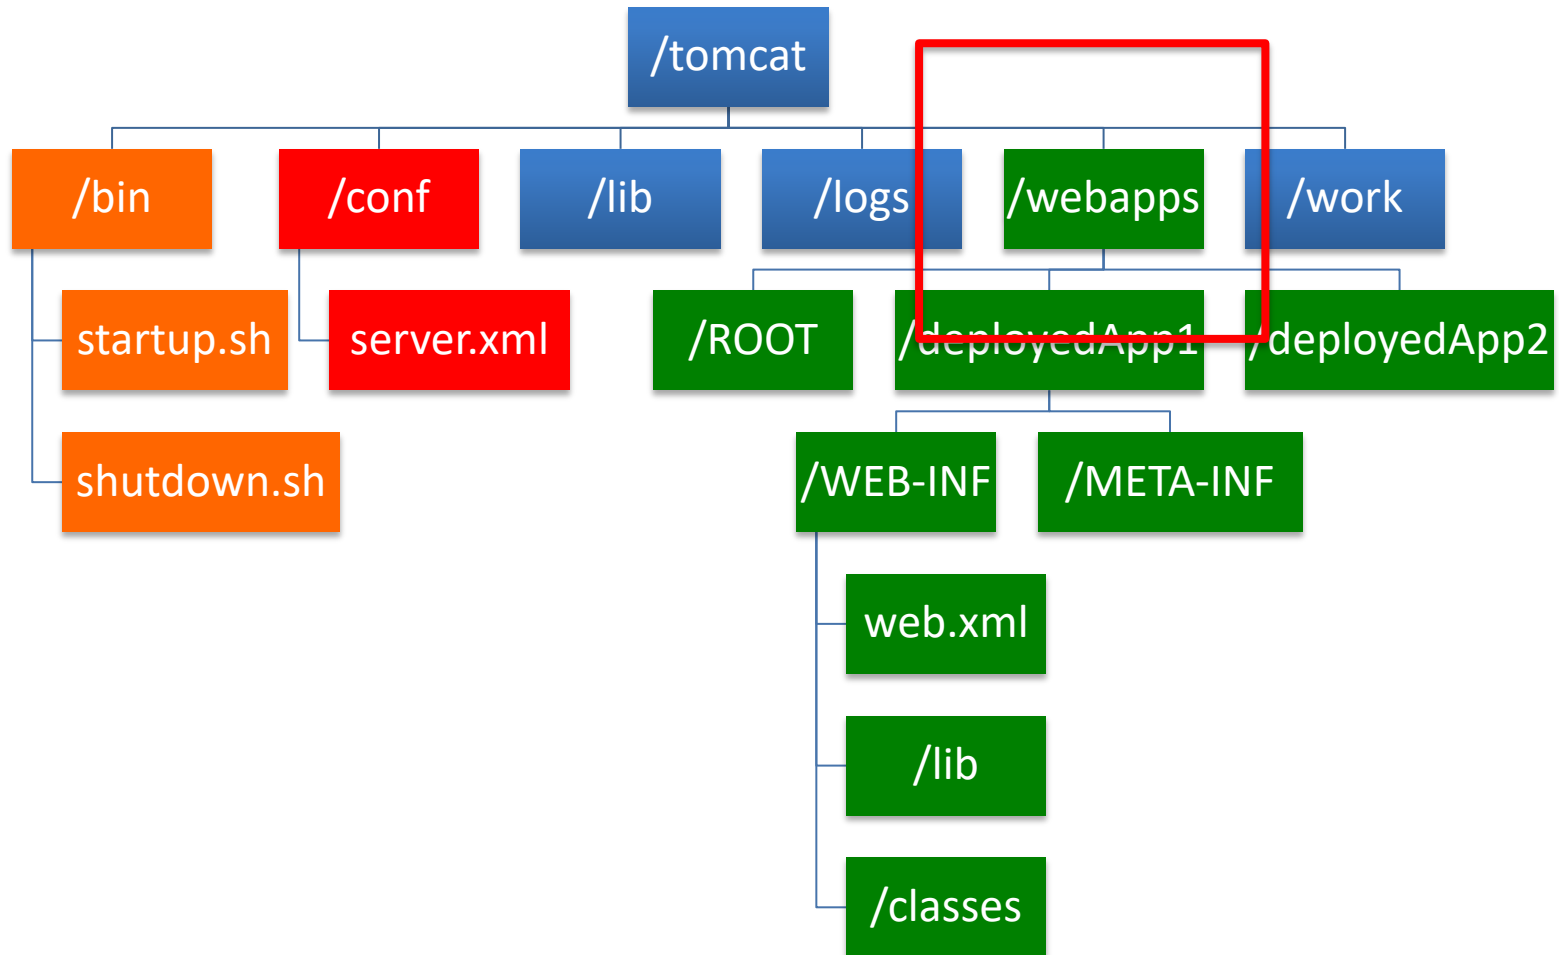 /tomcat
/bin
/conf
/lib
/logs
/webapps
/work
startup.sh
server.xml
/ROOT
/deployedApp1
/deployedApp2
shutdown.sh
/WEB-INF
/META-INF
web.xml
/lib
/classes